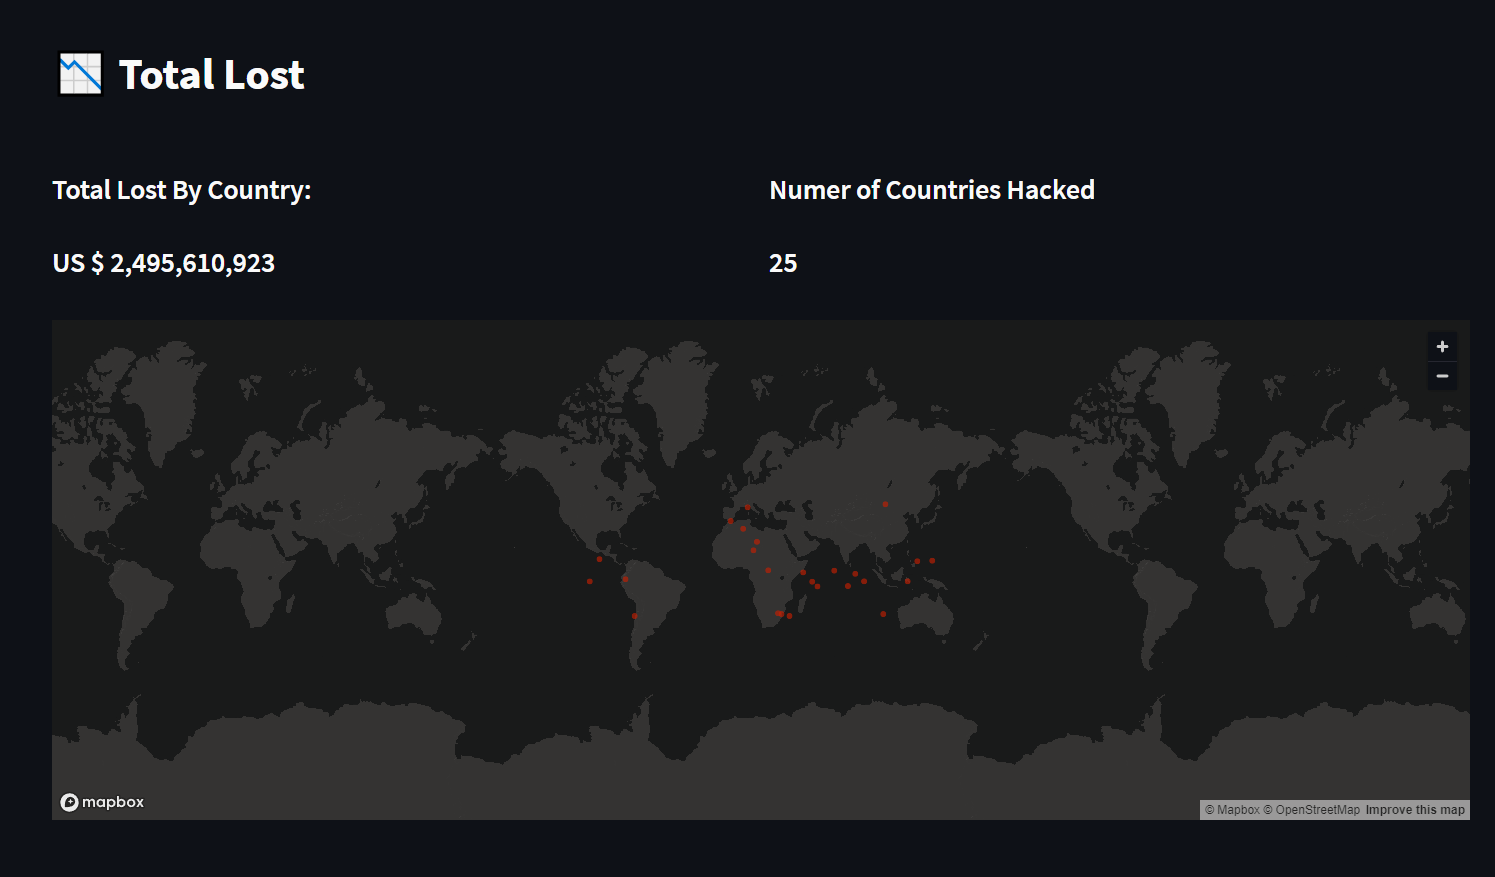 Total Lost
Total Lost By Country:
Numer of Countries Hacked
US $ 2,495,610,923
25
+
−
mapbox
© Mapbox © OpenStreetMap Improve this map